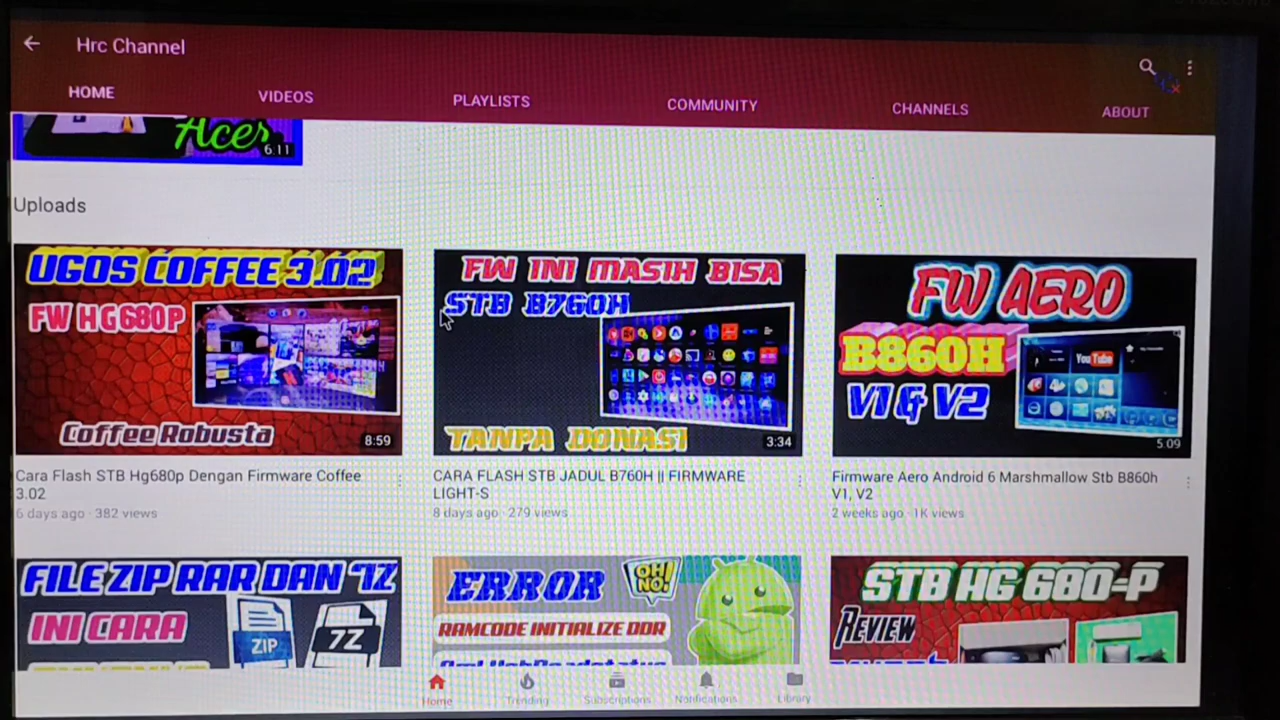 Hrc Channel
HOME
VIDEOS
PLAYLISTS
COMMUNITY
CHANNELS
ABOUT
Acer
6:11
Uploads
UGOS COFFEE 3.02
FW HG680P
Coffee Robusta
8:59
FW INI MASIH BISA
STB B760H
TANPA DONASI
3:34
FW AERO
B860H
V1 & V2
YouTube
5:09
Cara Flash STB Hg680p Dengan Firmware Coffee
3.02
6 days ago · 382 views
CARA FLASH STB JADUL B760H || FIRMWARE
LIGHT-S
8 days ago · 279 views
Firmware Aero Android 6 Marshmallow Stb B860h
V1, V2
2 weeks ago · 1K views
FILE ZIP RAR DAN 7Z
INI CARA
ZIP
7Z
ERROR
OH!
NO!
RAMCODE INITIALIZE DDR
STB HG 680-P
REVIEW
Home
Trending
Subscriptions
Notifications
Library